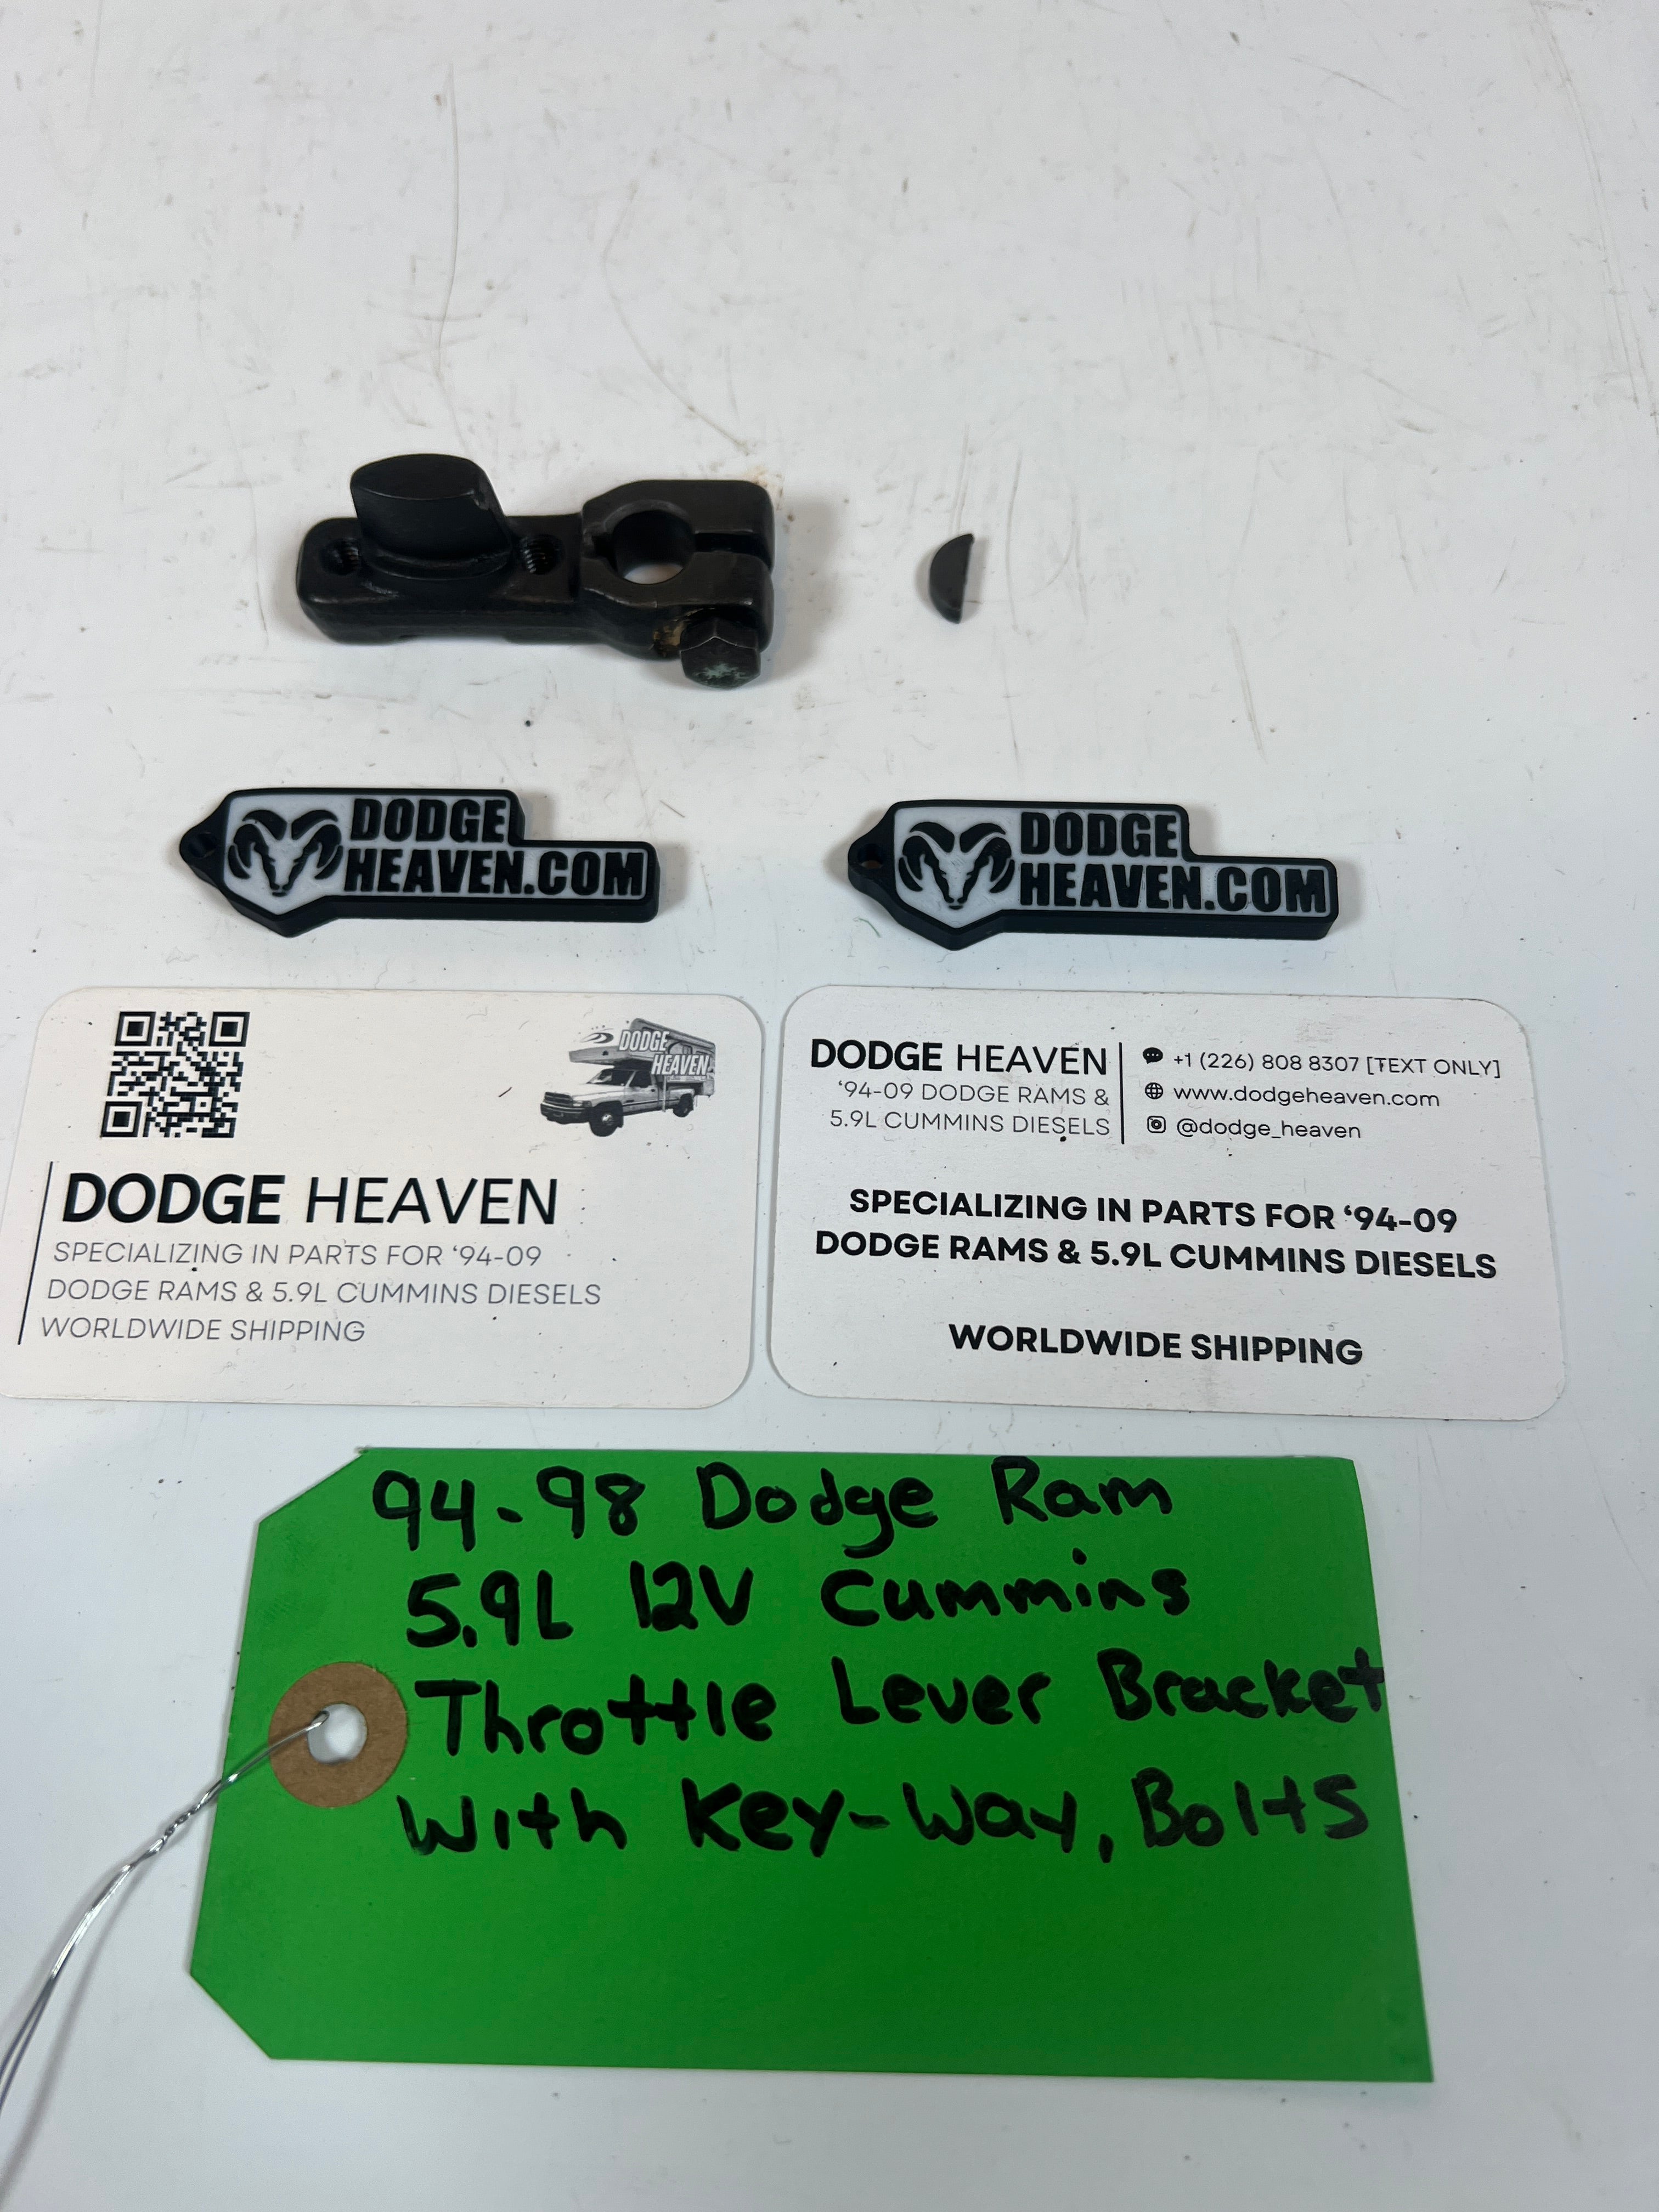 DODGE
HEAVEN.COM
DODGE
HEAVEN.COM
DODGE
HEAVEN
DODGE HEAVEN
SPECIALIZING IN PARTS FOR ‘94-09
DODGE RAMS & 5.9L CUMMINS DIESELS
WORLDWIDE SHIPPING
DODGE HEAVEN
‘94-09 DODGE RAMS &
5.9L CUMMINS DIESELS
+1 (226) 808 8307 [TEXT ONLY]
www.dodgeheaven.com
@dodge_heaven
SPECIALIZING IN PARTS FOR ‘94-09
DODGE RAMS & 5.9L CUMMINS DIESELS
WORLDWIDE SHIPPING
94-98 Dodge Ram
5.9L 12V Cummins
Throttle Lever Bracket
With Key-Way, Bolts